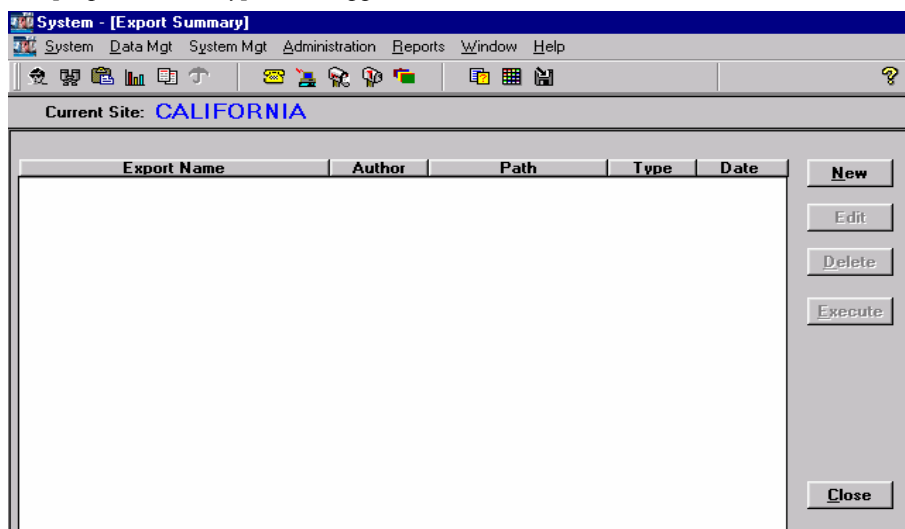 System - [Export Summary]
System Data Mgt System Mgt Administration Reports Window Help
Current Site: CALIFORNIA
Export Name Author Path Type Date
New
Edit
Delete
Execute
Close